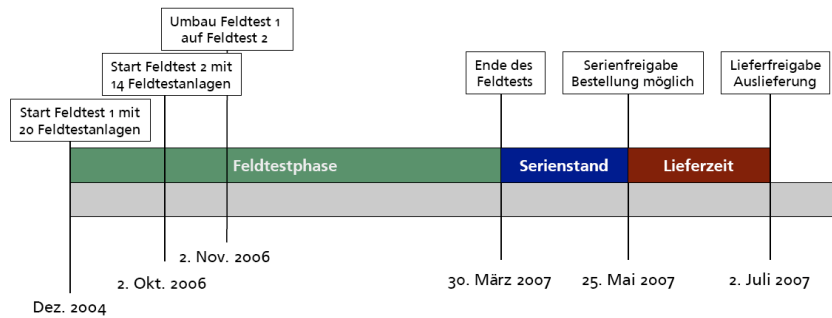 Umbau Feldtest 1
auf Feldtest 2
Start Feldtest 2 mit
14 Feldtestanlagen
Ende des
Feldtests
Serienfreigabe
Bestellung möglich
Lieferfreigabe
Auslieferung
Start Feldtest 1 mit
20 Feldtestanlagen
Feldtestphase
Serienstand
Lieferzeit
2. Nov. 2006
2. Okt. 2006
30. März 2007
25. Mai 2007
2. Juli 2007
Dez. 2004